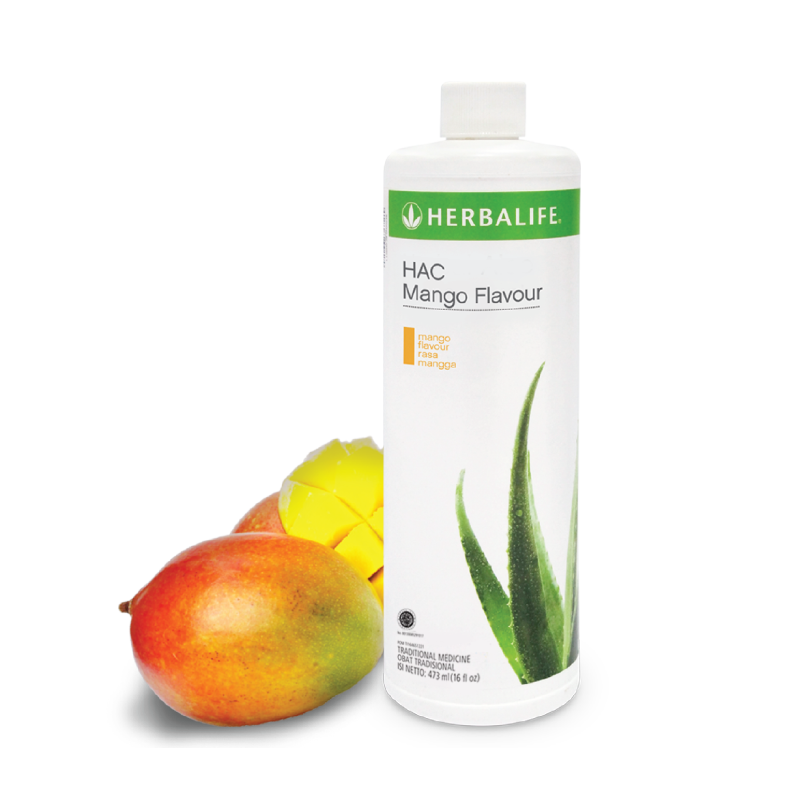 HERBALIFE®
HAC
Mango Flavour
mango
flavour
rasa
mangga
TRADITIONAL MEDICINE
OBAT TRADISIONAL
ISI NETTO: 473 ml (16 fl oz)